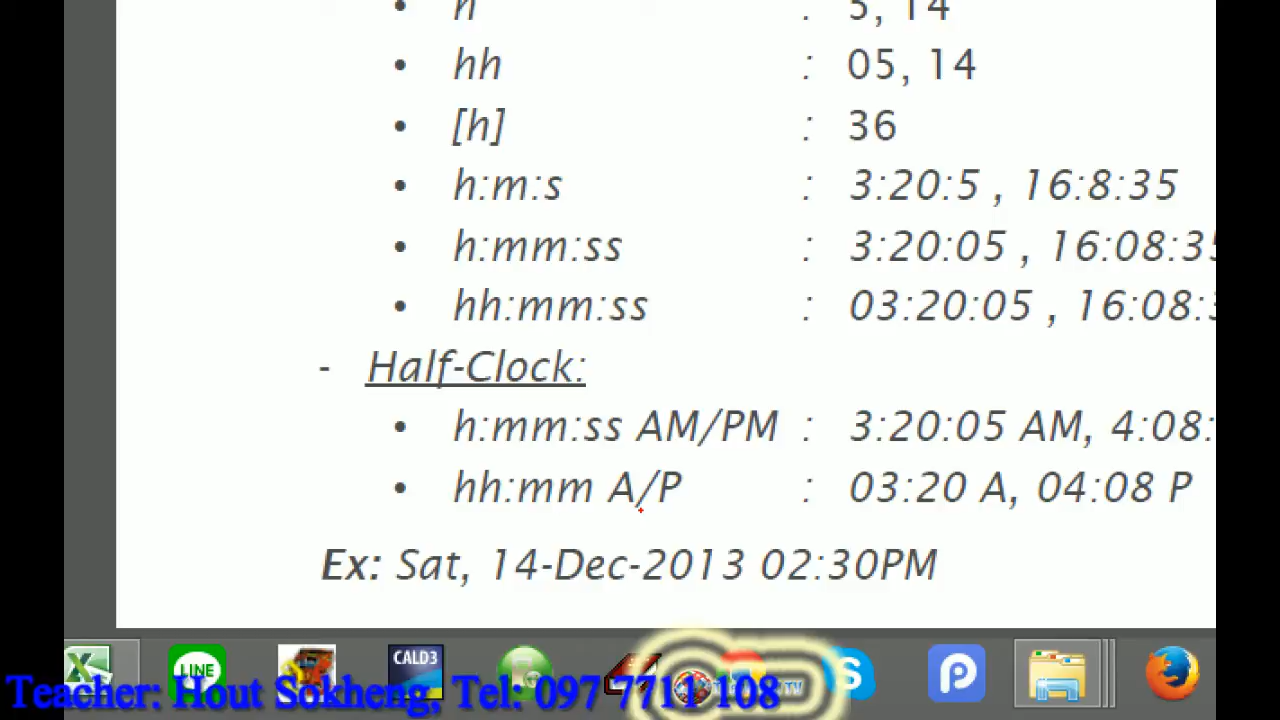 • h : 5, 14
• hh : 05, 14
• [h] : 36
• h:m:s : 3:20:5 , 16:8:35
• h:mm:ss : 3:20:05 , 16:08:35
• hh:mm:ss : 03:20:05 , 16:08:3
- Half-Clock:
• h:mm:ss AM/PM : 3:20:05 AM, 4:08:
• hh:mm A/P : 03:20 A, 04:08 P
Ex: Sat, 14-Dec-2013 02:30PM
LINE
CALD3
Teacher: Hout Sokheng, Tel: 097 7711 108